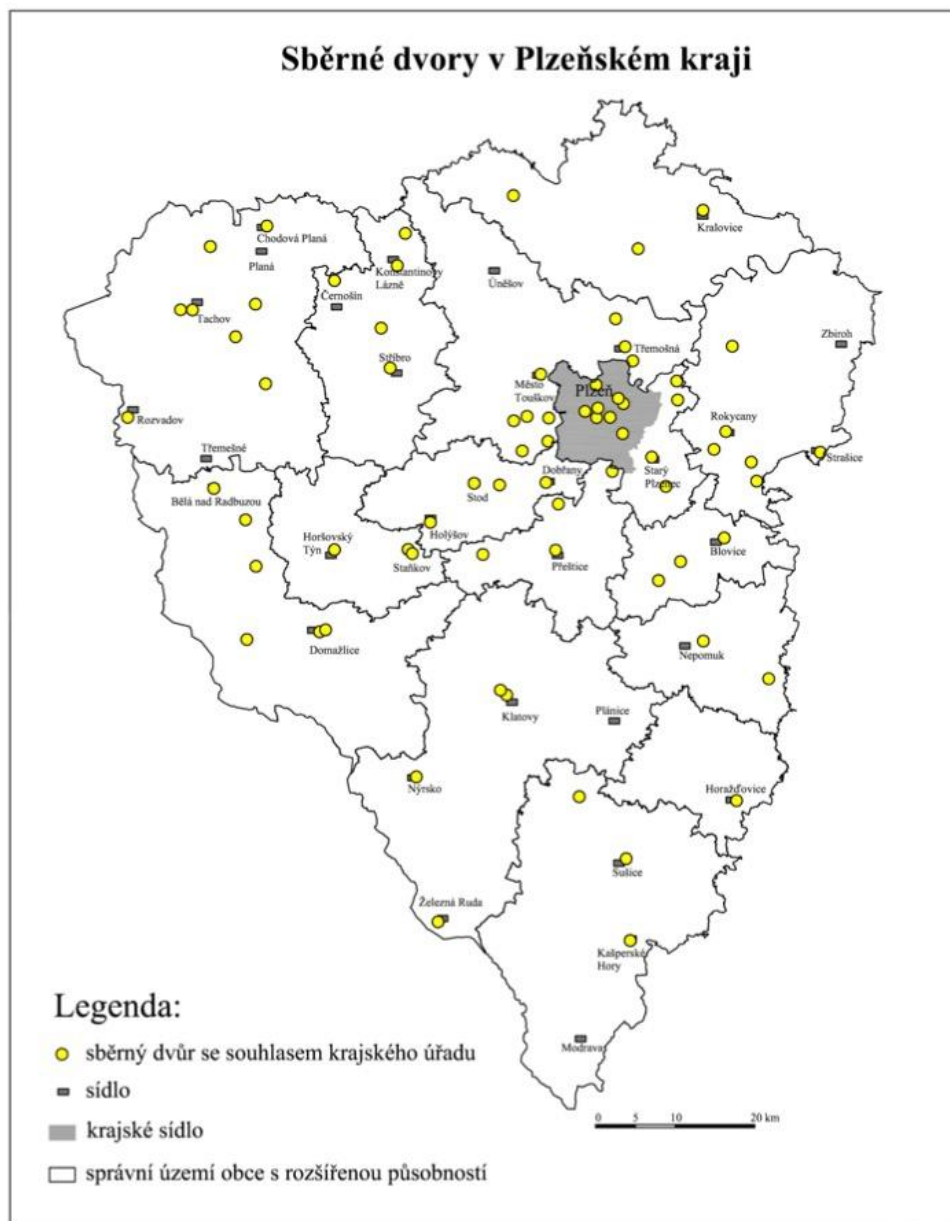 Sběrné dvory v Plzeňském kraji
Kralovice
Chodová Planá
Planá
Konstantinovy
Lázně
Úněšov
Černošín
Tachov
Zbiroh
Třemošná
Stříbro
Město
Touškov
Plzeň
Rozvadov
Rokycany
Třemešné
Strašice
Starý
Plzenec
Dobřany
Bělá nad Radbuzou
Stod
Horšovský
Týn
Holýšov
Staňkov
Přeštice
Blovice
Domažlice
Nepomuk
Klatovy
Plánice
Nýrsko
Horažďovice
Sušice
Železná Ruda
Kašperské
Hory
Modrava
Legenda:
sběrný dvůr se souhlasem krajského úřadu
sídlo
krajské sídlo
správní území obce s rozšířenou působností
0 5 10 20 km